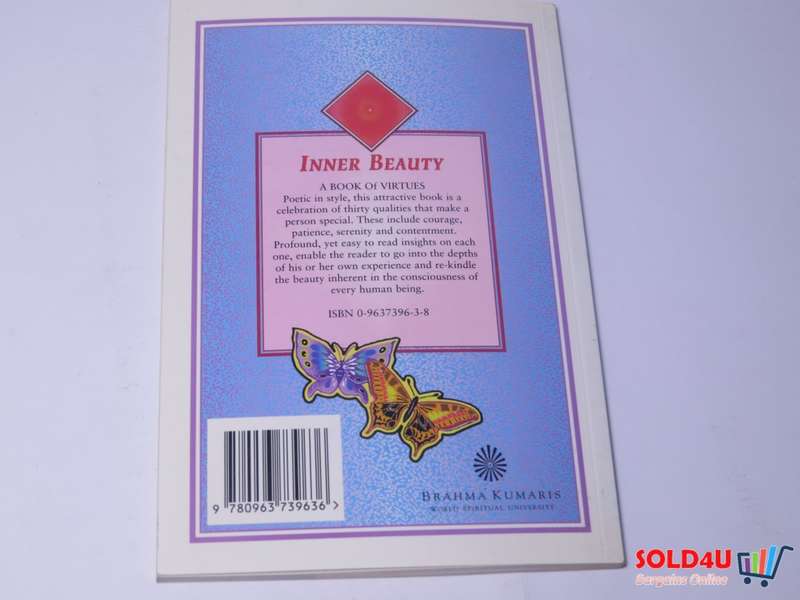 INNER BEAUTY
A BOOK Of VIRTUES
Poetic in style, this attractive book is a
celebration of thirty qualities that make a
person special. These include courage,
patience, serenity and contentment.
Profound, yet easy to read insights on each
one, enable the reader to go into the depths
of his or her own experience and re-kindle
the beauty inherent in the consciousness of
every human being.
ISBN 0-9637396-3-8
9 780963 739636 >
BRAHMA KUMARIS
WORLD SPIRITUAL UNIVERSITY
SOLD4U
Bargains Online